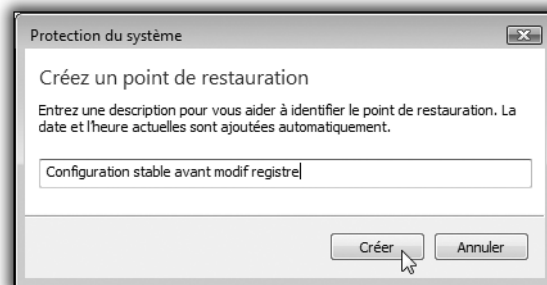 Protection du système
Créez un point de restauration
Entrez une description pour vous aider à identifier le point de restauration. La
date et l'heure actuelles sont ajoutées automatiquement.
Configuration stable avant modif registre
Créer Annuler